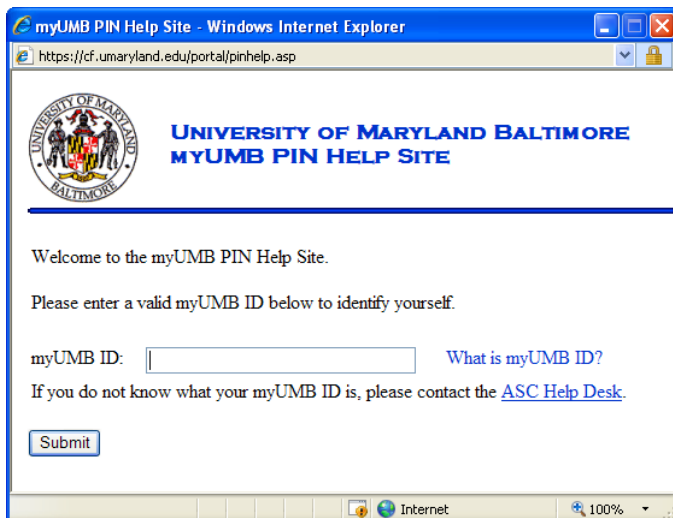 myUMB PIN Help Site - Windows Internet Explorer
https://cf.umaryland.edu/portal/pinhelp.asp
UNIVERSITY OF MARYLAND
BALTIMORE
University of Maryland Baltimore
myUMB PIN Help Site
Welcome to the myUMB PIN Help Site.
Please enter a valid myUMB ID below to identify yourself.
myUMB ID: What is myUMB ID?
If you do not know what your myUMB ID is, please contact the ASC Help Desk.
Submit
Internet 100%